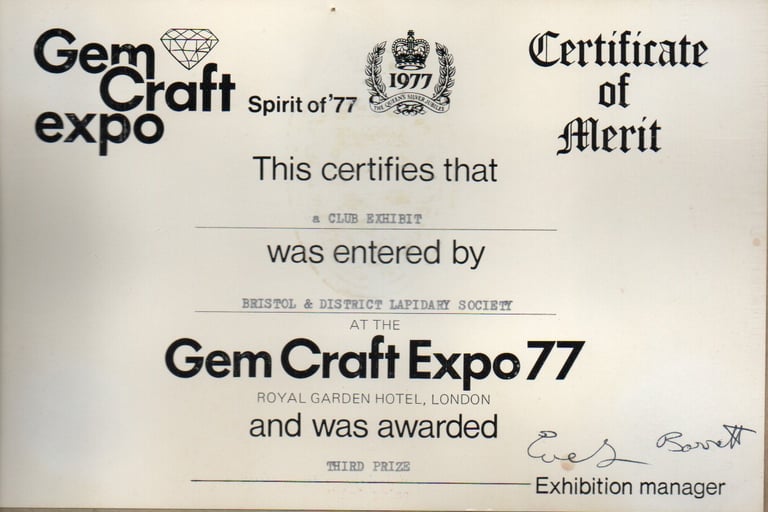 Gem
Craft
expo
Spirit of '77
1977
THE QUEEN'S SILVER JUBILEE
Certificate
of
Merit
This certifies that
a CLUB EXHIBIT
was entered by
BRISTOL & DISTRICT LAPIDARY SOCIETY
AT THE
Gem Craft Expo 77
ROYAL GARDEN HOTEL, LONDON
and was awarded
THIRD PRIZE
Barrett
Exhibition manager